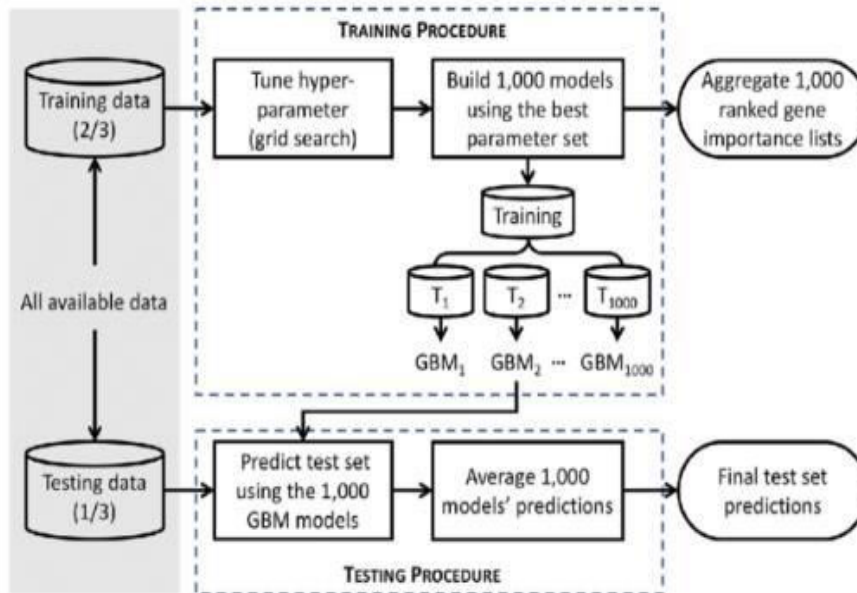 TRAINING PROCEDURE
Training data
(2/3)
Tune hyper-
parameter
(grid search)
Build 1,000 models
using the best
parameter set
Aggregate 1,000
ranked gene
importance lists
Training
T1
T2
...
T1000
GBM1
GBM2
...
GBM1000
All available data
Testing data
(1/3)
Predict test set
using the 1,000
GBM models
Average 1,000
models' predictions
Final test set
predictions
TESTING PROCEDURE